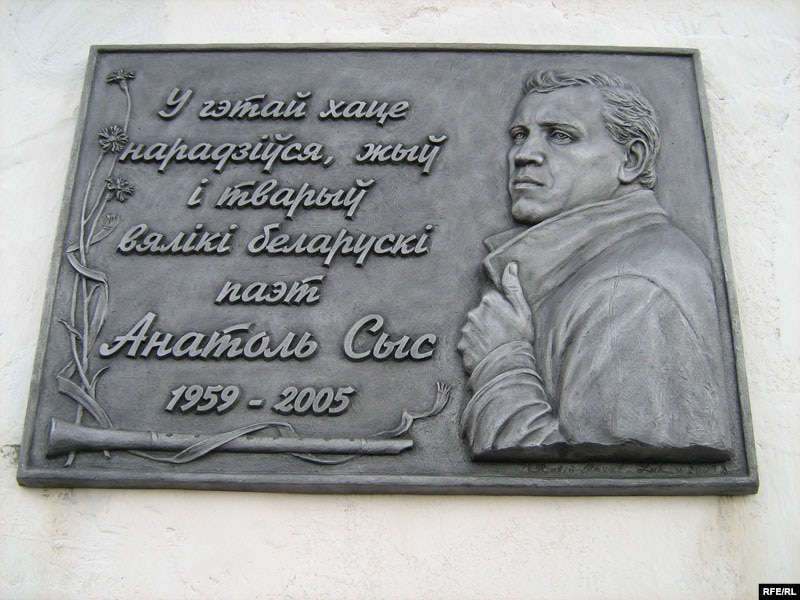 У гэтай хаце
нарадзіўся, жыў
і тварыў
вялікі беларускі
паэт
Анатоль Сыс
1959 - 2005
RFE/RL